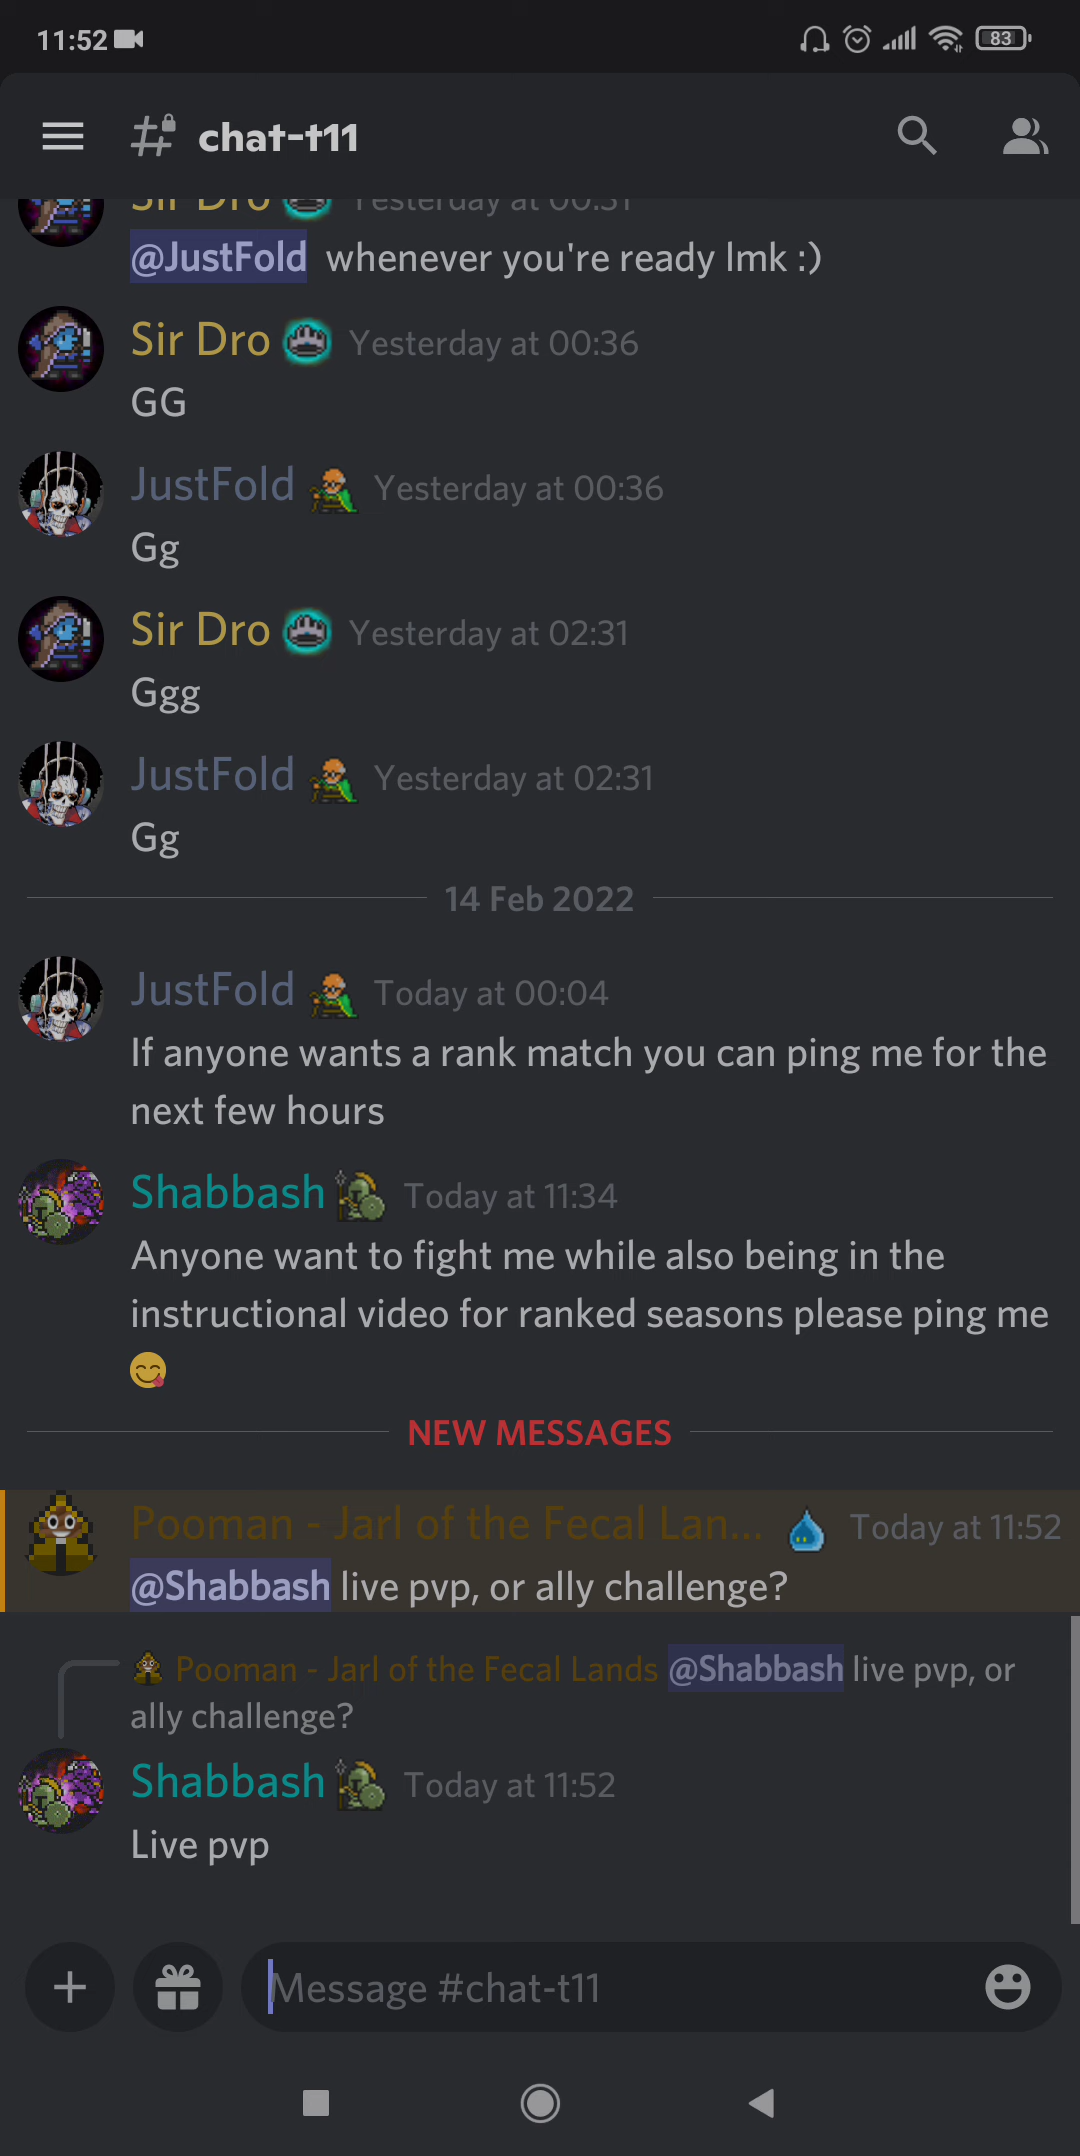 11:52
83
chat-t11
Sir Dro Yesterday at 00:31
@JustFold whenever you're ready lmk :)
Sir Dro Yesterday at 00:36
GG
JustFold Yesterday at 00:36
Gg
Sir Dro Yesterday at 02:31
Ggg
JustFold Yesterday at 02:31
Gg
14 Feb 2022
JustFold Today at 00:04
If anyone wants a rank match you can ping me for the
next few hours
Shabbash Today at 11:34
Anyone want to fight me while also being in the
instructional video for ranked seasons please ping me
😋
NEW MESSAGES
Pooman - Jarl of the Fecal Lan... Today at 11:52
@Shabbash live pvp, or ally challenge?
Pooman - Jarl of the Fecal Lands @Shabbash live pvp, or
ally challenge?
Shabbash Today at 11:52
Live pvp
Message #chat-t11